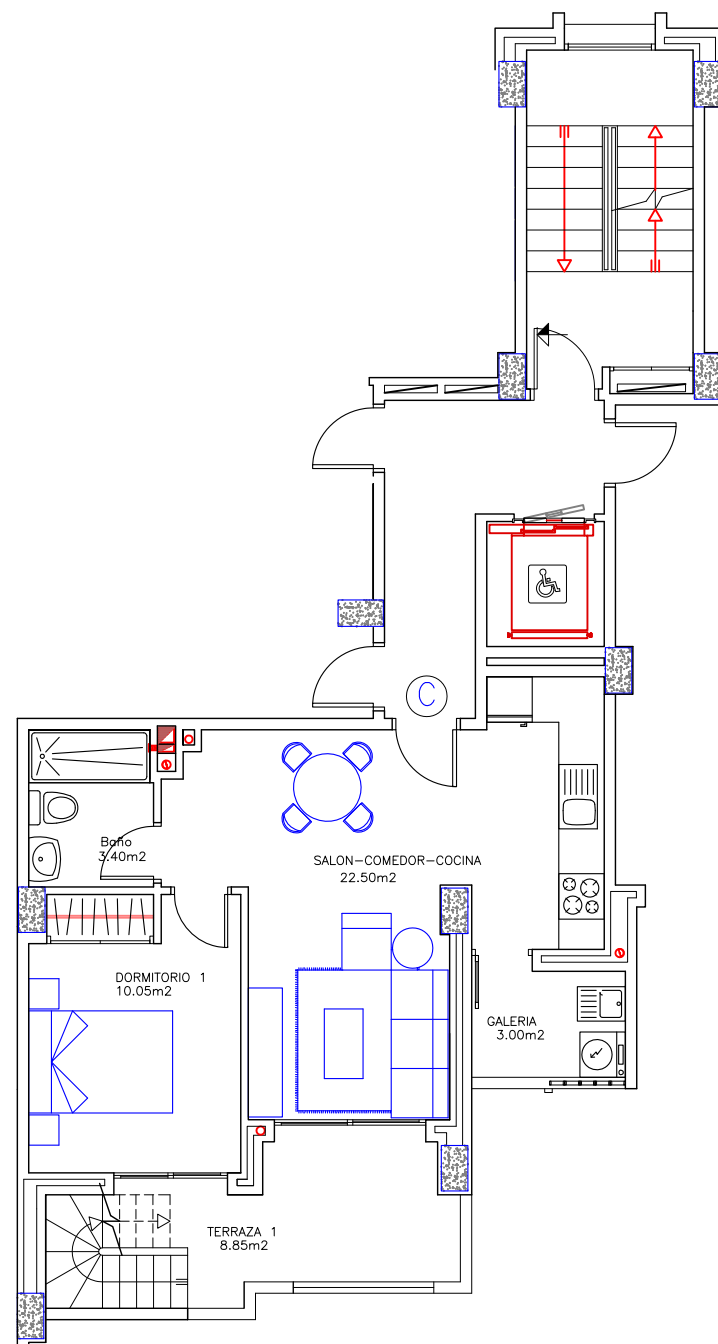 C
Baño
3.40m2
SALON-COMEDOR-COCINA
22.50m2
DORMITORIO 1
10.05m2
GALERIA
3.00m2
TERRAZA 1
8.85m2